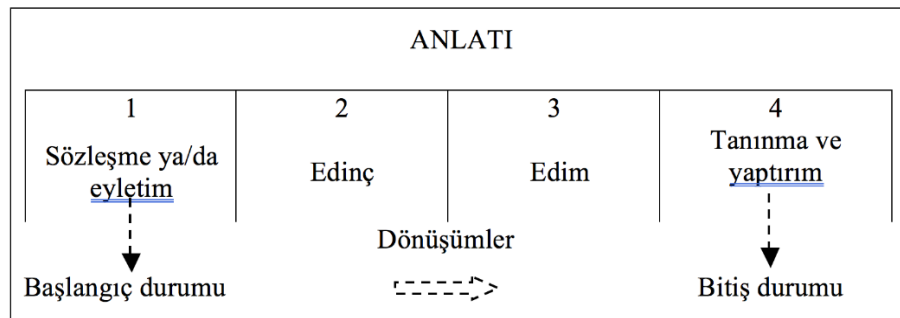 ANLATI
1
Sözleşme ya/da
eyletim
2
Edinç
3
Edim
4
Tanınma ve
yaptırım
Dönüşümler
Başlangıç durumu
Bitiş durumu